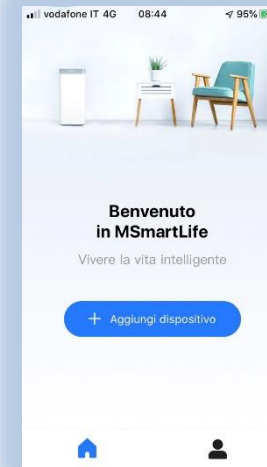 vodafone IT 4G 08:44 95%
Benvenuto
in MSmartLife
Vivere la vita intelligente
+ Aggiungi dispositivo